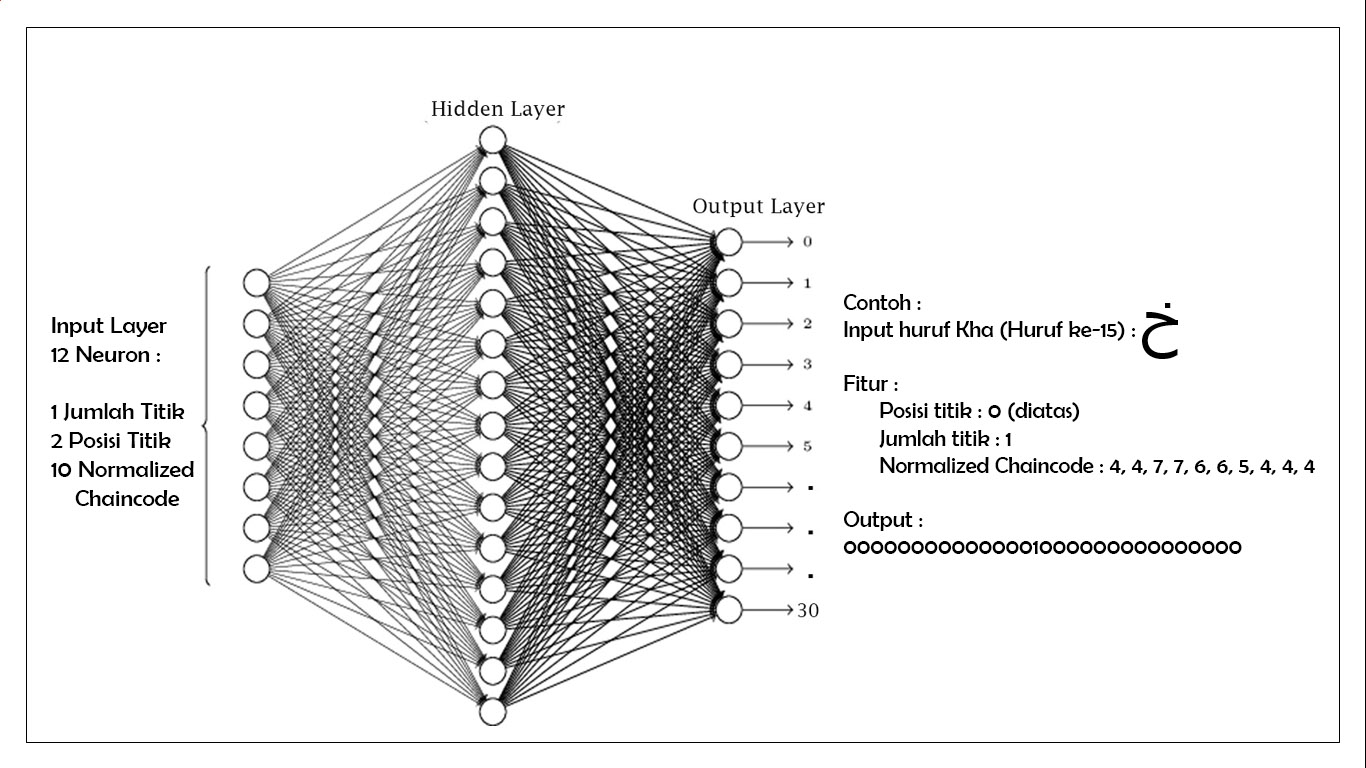 Hidden Layer
Output Layer
Input Layer
12 Neuron :
1 Jumlah Titik
2 Posisi Titik
10 Normalized
Chaincode
0
1
2
3
4
5
.
.
.
30
Contoh :
Input huruf Kha (Huruf ke-15) : خ
Fitur :
Posisi titik : 0 (diatas)
Jumlah titik : 1
Normalized Chaincode : 4, 4, 7, 7, 6, 6, 5, 4, 4, 4
Output :
000000000000001000000000000000